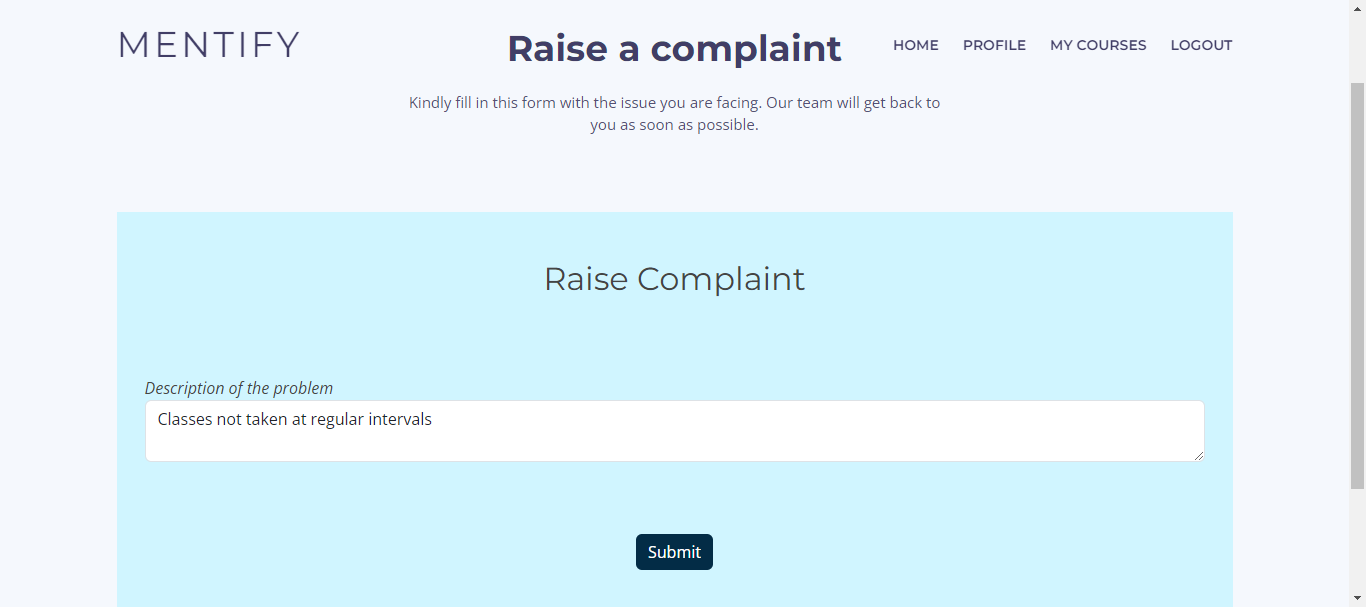 MENTIFY
Raise a complaint
HOME PROFILE MY COURSES LOGOUT
Kindly fill in this form with the issue you are facing. Our team will get back to
you as soon as possible.
Raise Complaint
Description of the problem
Classes not taken at regular intervals
Submit